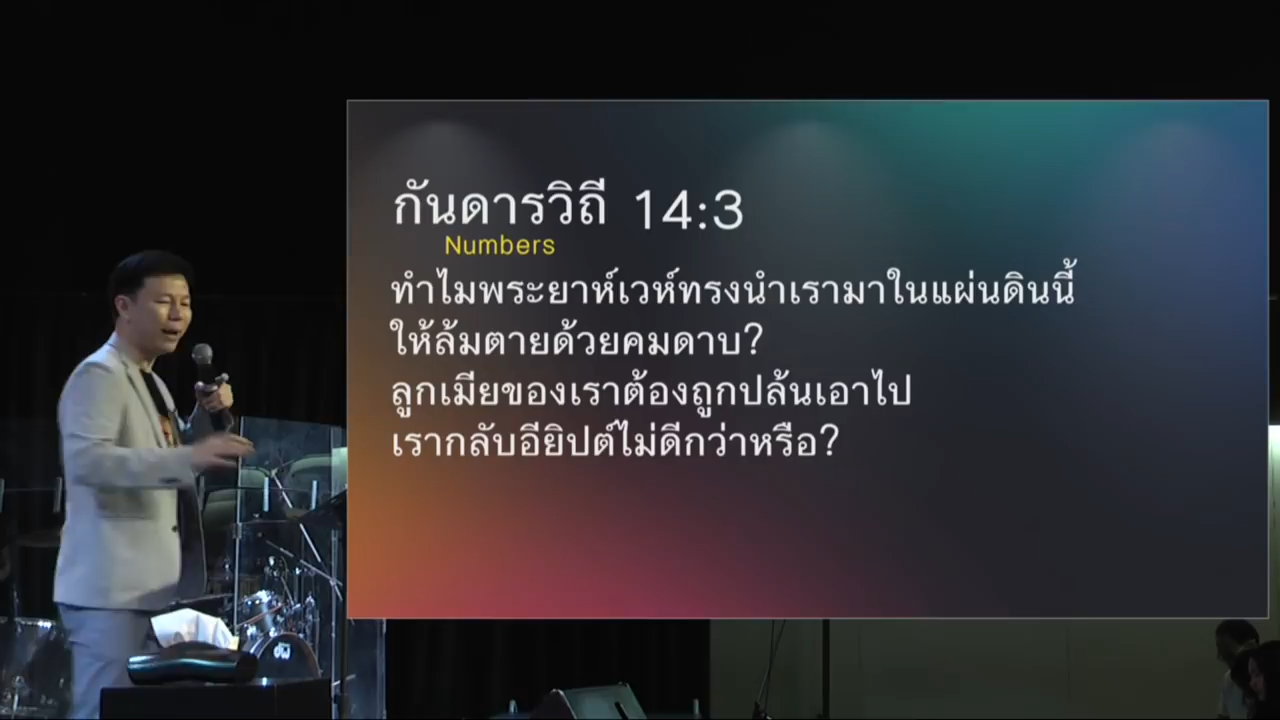 กันดารวิถี 14:3
Numbers
ทำไมพระยาห์เวห์ทรงนำเรามาในแผ่นดินนี้
ให้ล้มตายด้วยคมดาบ?
ลูกเมียของเราต้องถูกปล้นเอาไป
เรากลับอียิปต์ไม่ดีกว่าหรือ?
dw